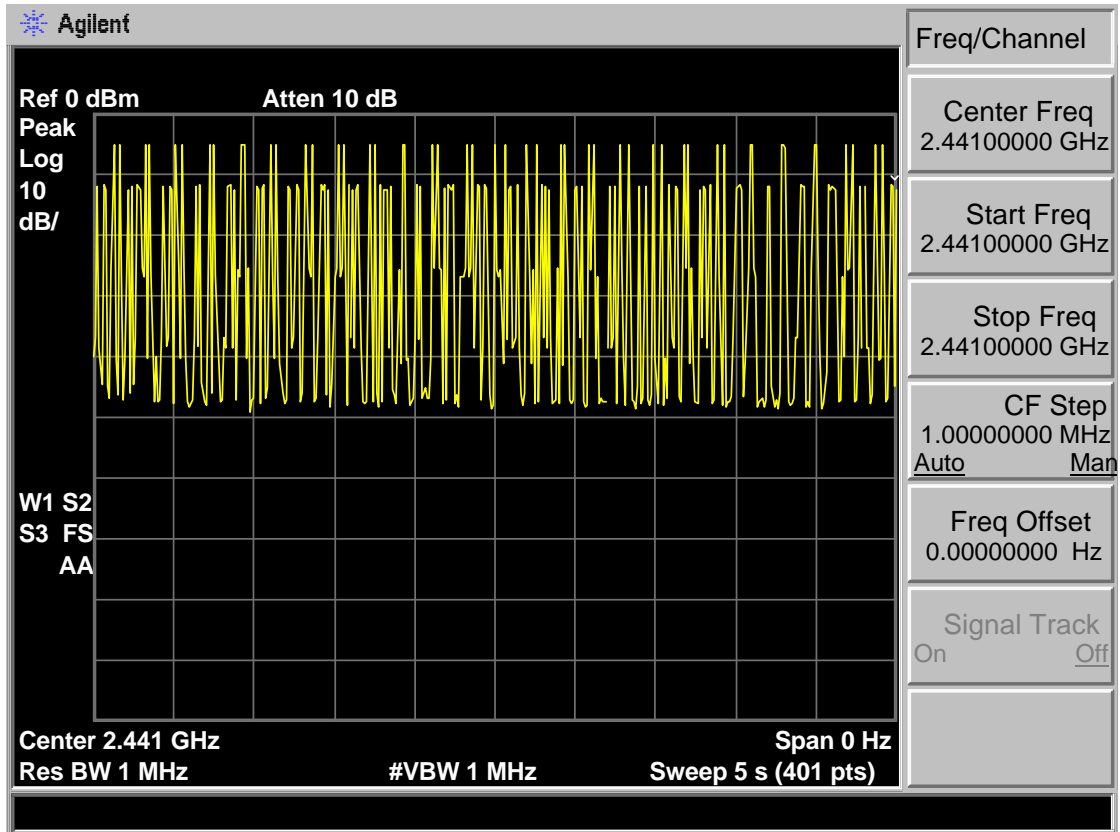 Agilent
Ref 0 dBm Atten 10 dB
Peak
Log
10
dB/
W1 S2
S3 FS
AA
Center 2.441 GHz Span 0 Hz
Res BW 1 MHz #VBW 1 MHz Sweep 5 s (401 pts)
Freq/Channel
Center Freq
2.44100000 GHz
Start Freq
2.44100000 GHz
Stop Freq
2.44100000 GHz
CF Step
1.00000000 MHz
Auto Man
Freq Offset
0.00000000 Hz
Signal Track
On Off